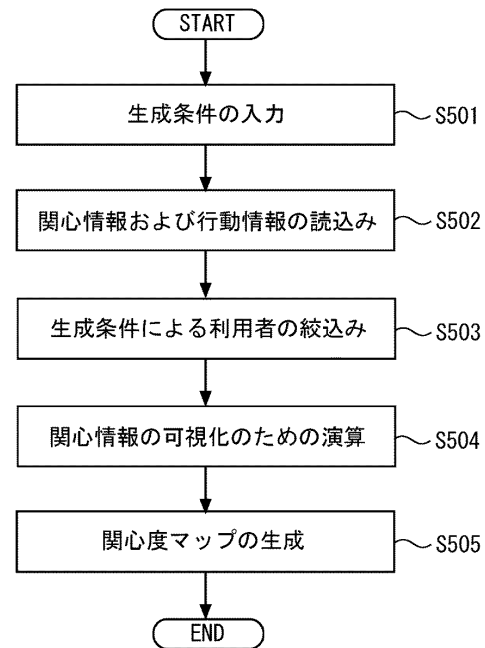 START
生成条件の入力
S501
関心情報および行動情報の読込み
S502
生成条件による利用者の絞込み
S503
関心情報の可視化のための演算
S504
関心度マップの生成
S505
END